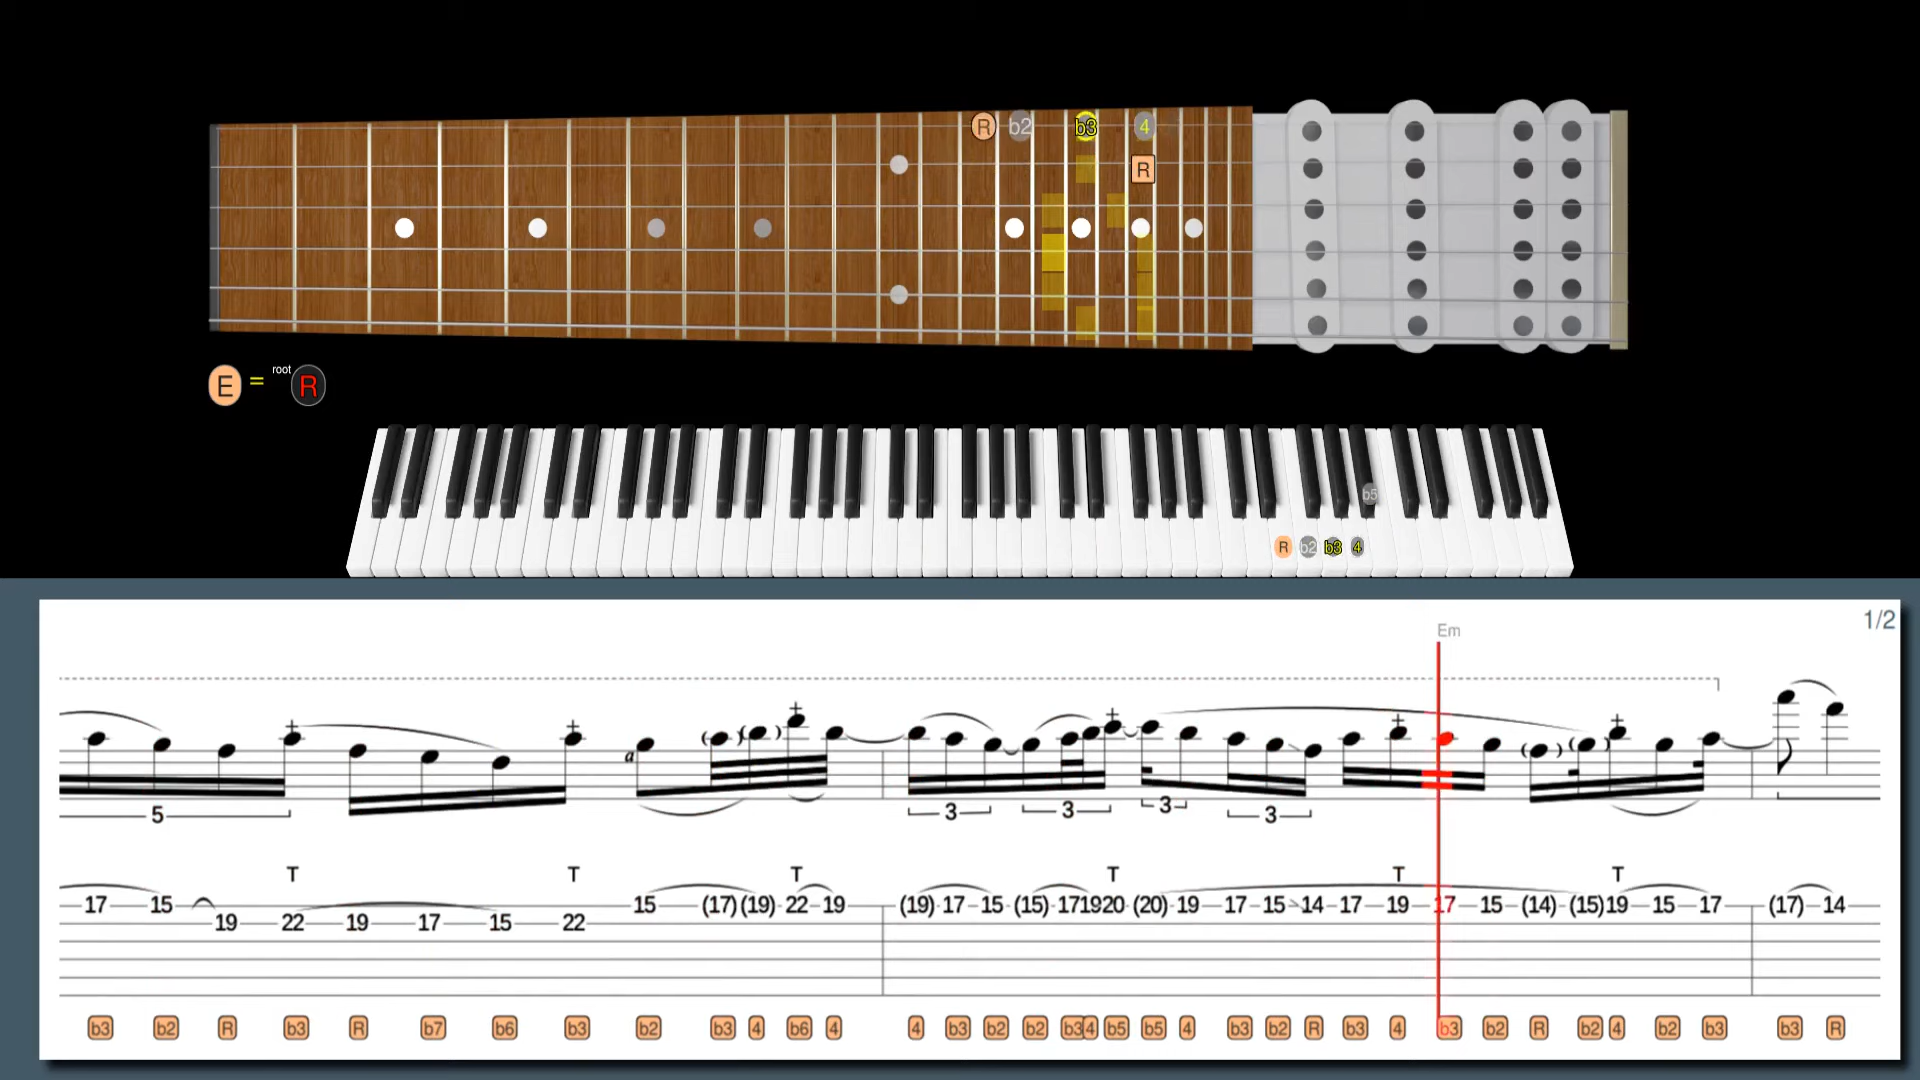 R b2 b3 4
R
E = root R
b5
R b2 b3 4
1/2
Em
+ + + + + +
a ( ) ( ) ( ) ( )
5 3 3 3 3
T T T T T T
17 15 15 (17) (19) 22 19 (19) 17 15 (15) 17 19 20 (20) 19 17 15 14 17 19 17 15 (14) (15) 19 15 17 (17) 14
19 22 19 17 15 22
b3 b2 R b3 R b7 b6 b3 b2 b3 4 b6 4 4 b3 b2 b2 b3 4 b5 b5 4 b3 b2 R b3 4 b3 b2 R b2 4 b2 b3 b3 R